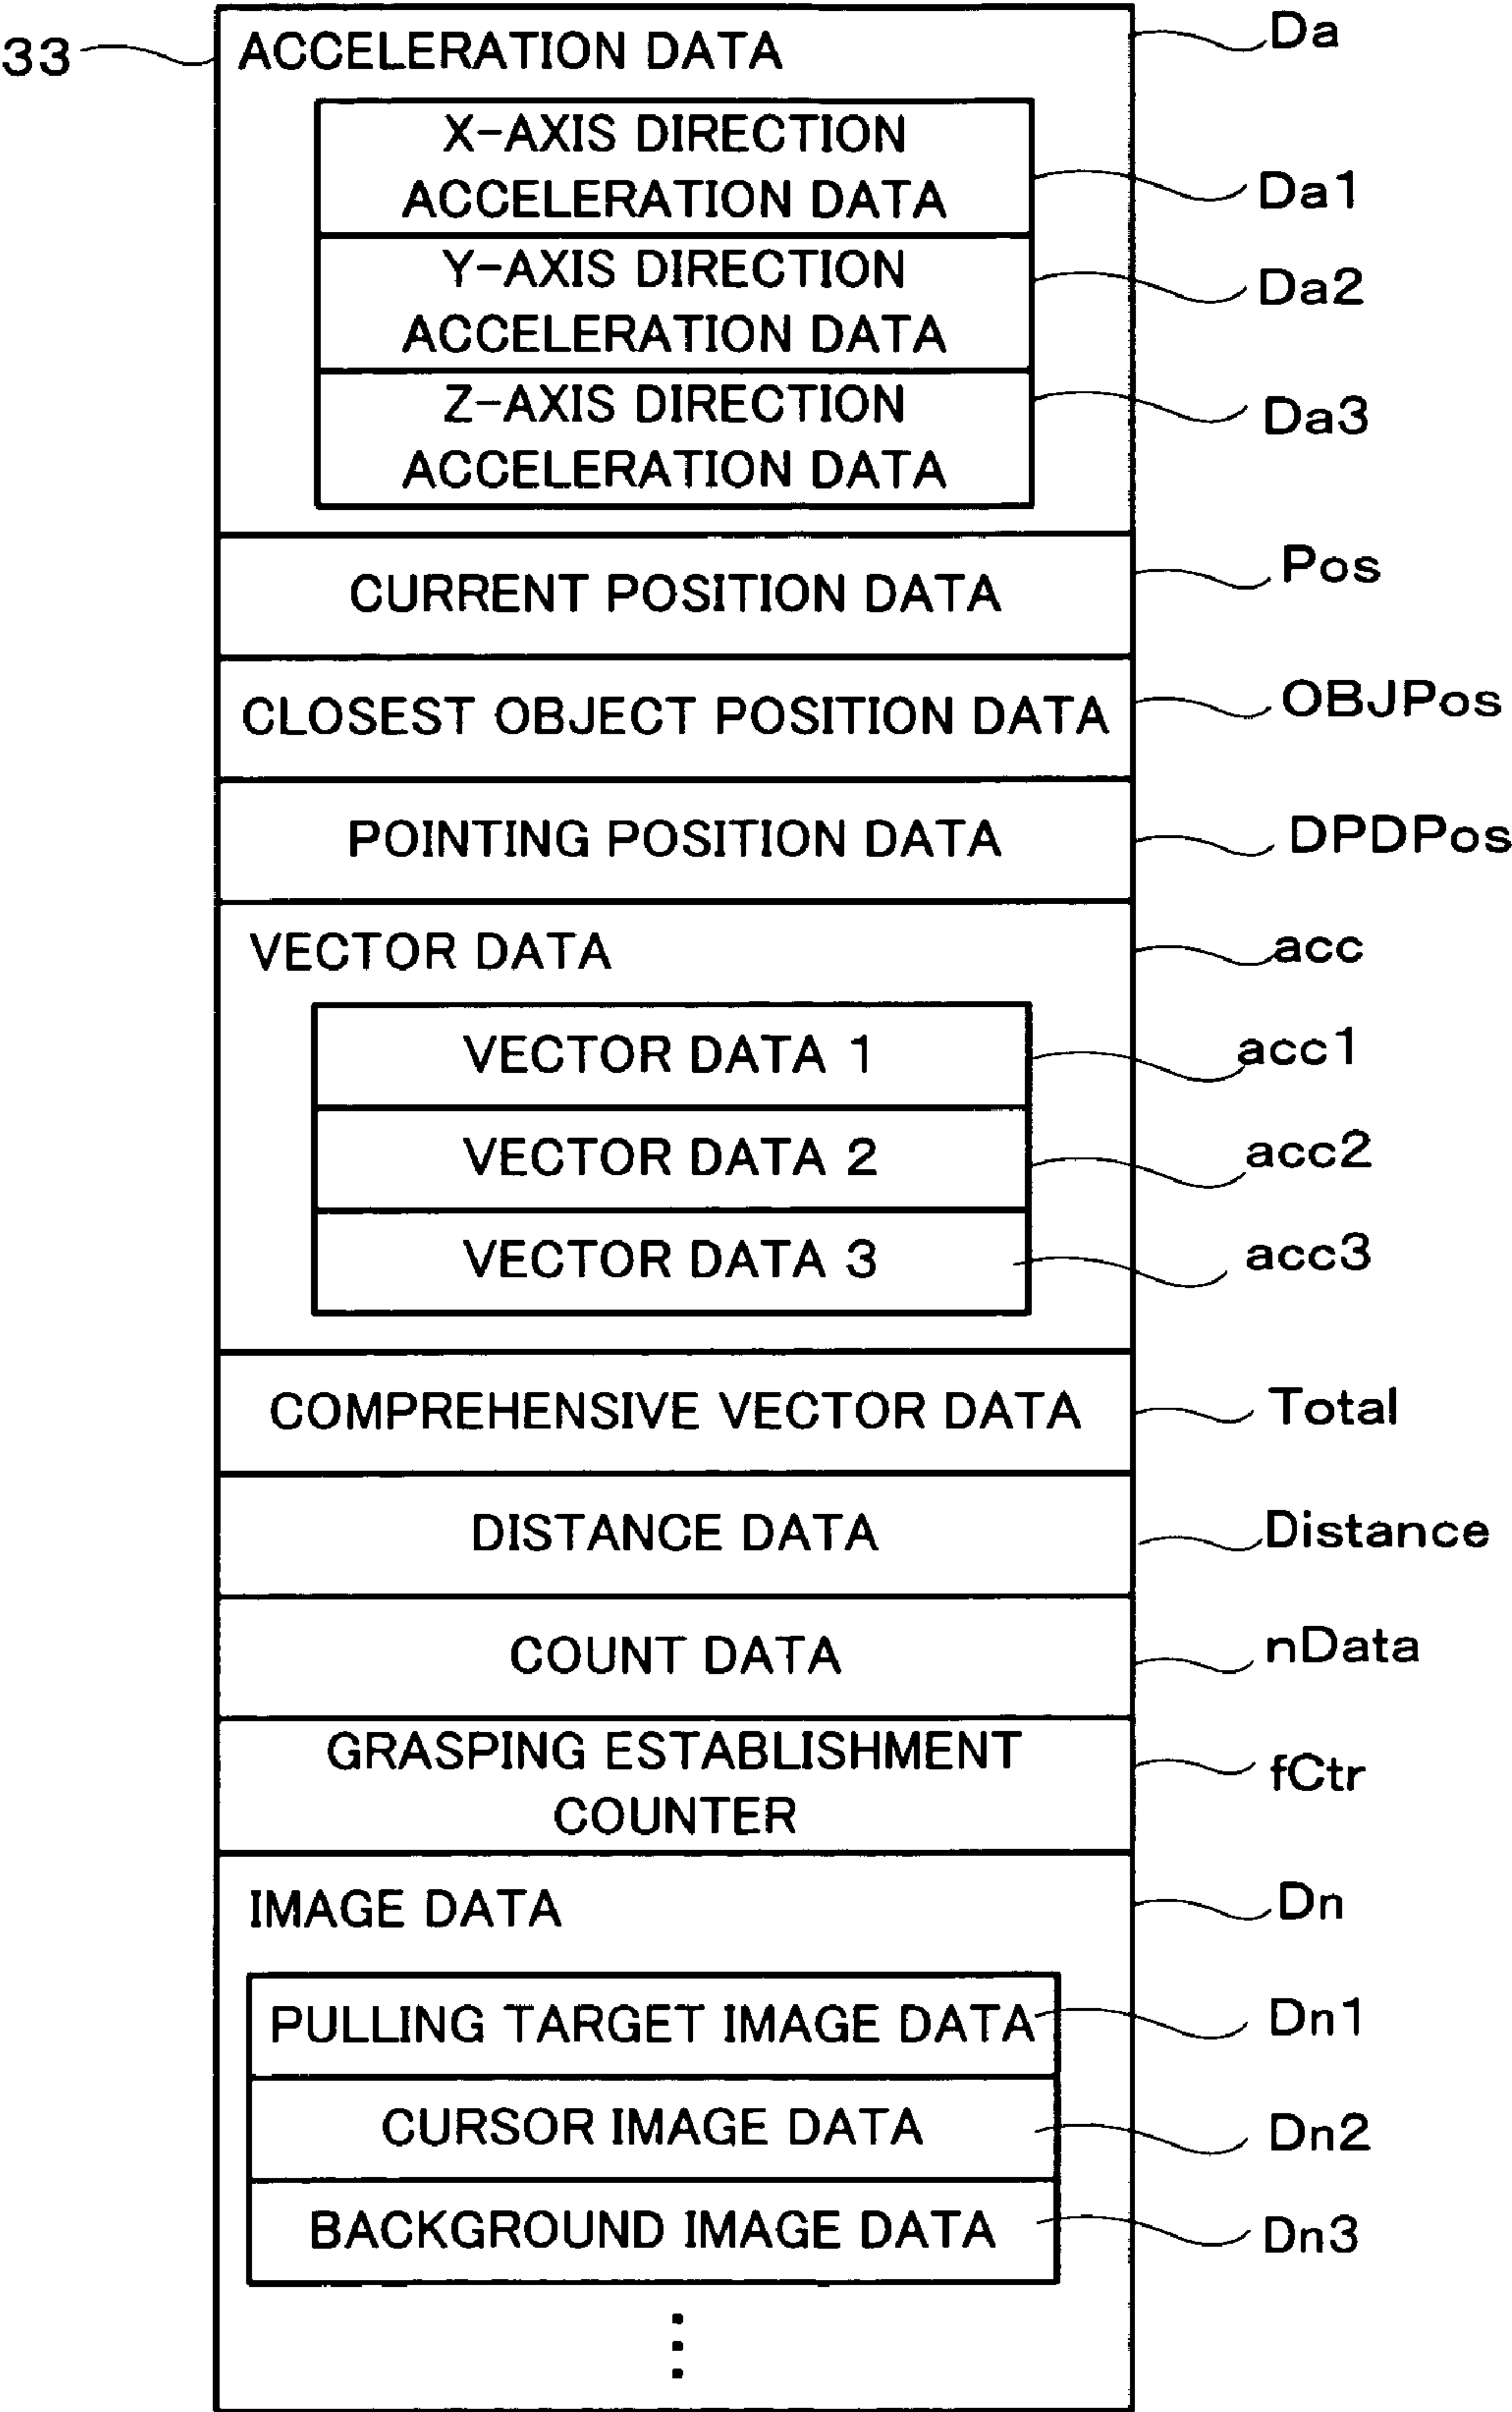 33
ACCELERATION DATA
Da
X-AXIS DIRECTION
ACCELERATION DATA
Da1
Y-AXIS DIRECTION
ACCELERATION DATA
Da2
Z-AXIS DIRECTION
ACCELERATION DATA
Da3
CURRENT POSITION DATA
Pos
CLOSEST OBJECT POSITION DATA
OBJPos
POINTING POSITION DATA
DPDPos
VECTOR DATA
acc
VECTOR DATA 1
acc1
VECTOR DATA 2
acc2
VECTOR DATA 3
acc3
COMPREHENSIVE VECTOR DATA
Total
DISTANCE DATA
Distance
COUNT DATA
nData
GRASPING ESTABLISHMENT
COUNTER
fCtr
IMAGE DATA
Dn
PULLING TARGET IMAGE DATA
Dn1
CURSOR IMAGE DATA
Dn2
BACKGROUND IMAGE DATA
Dn3